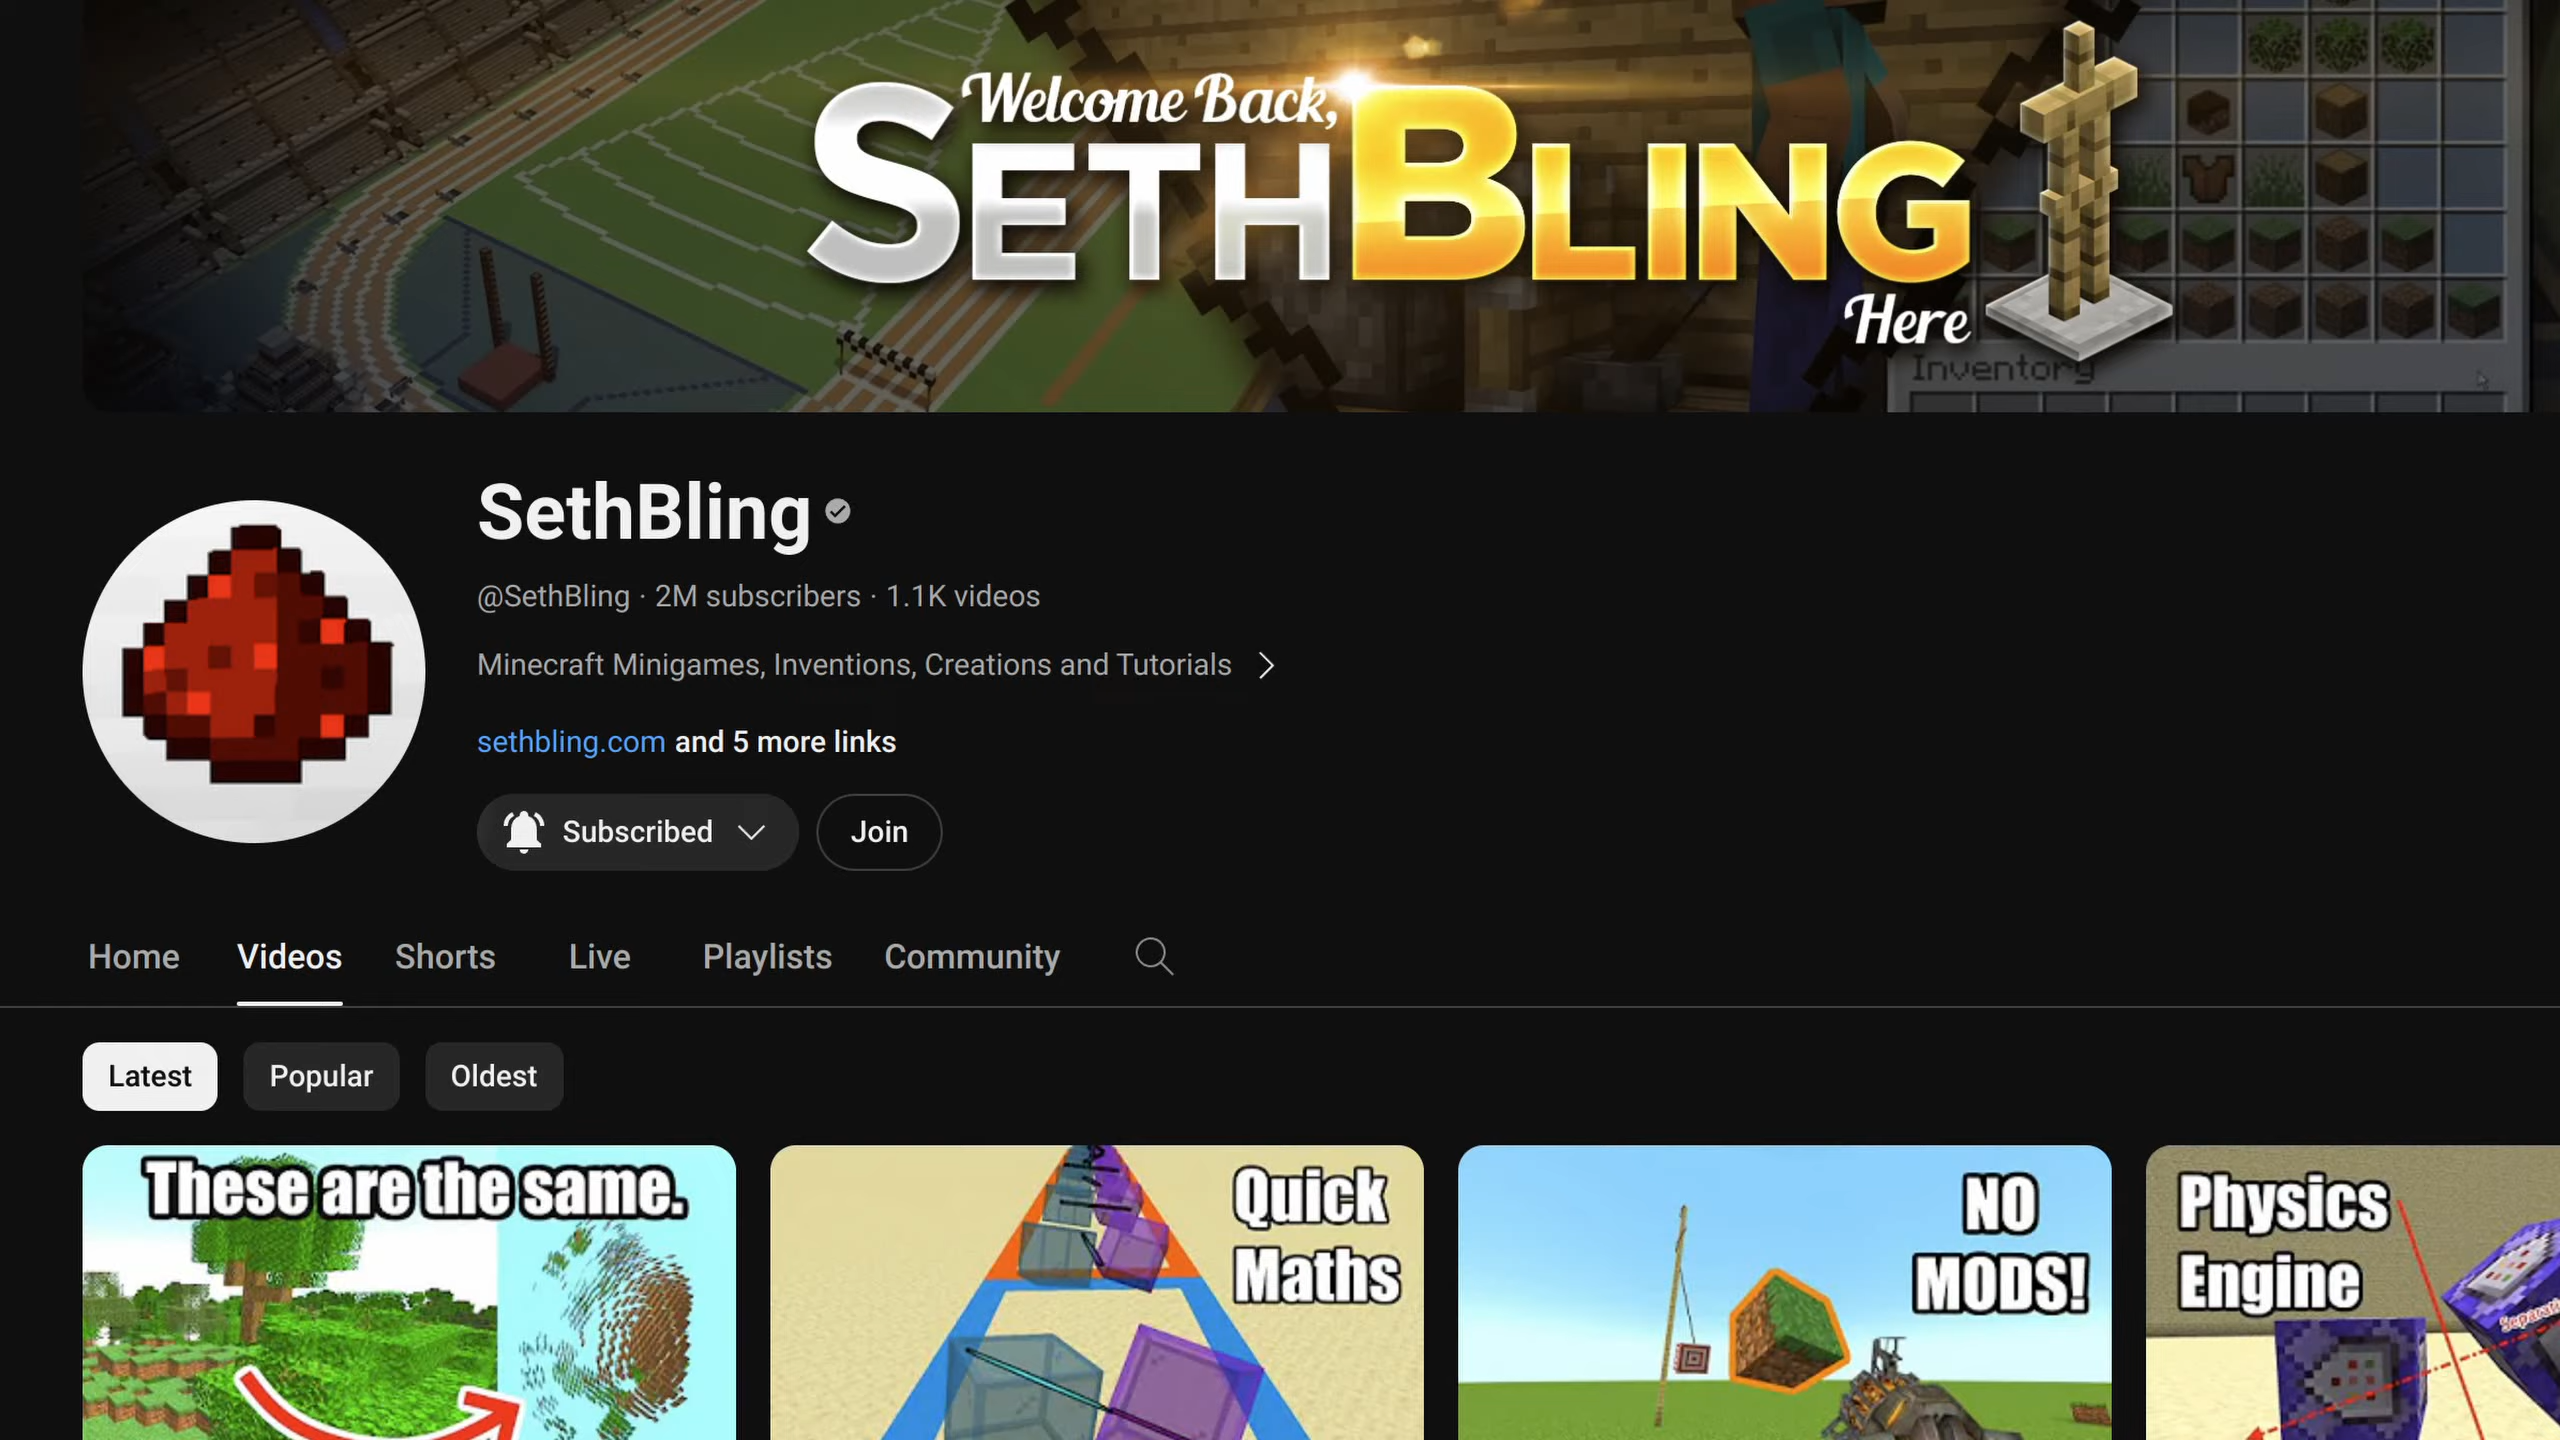 Welcome Back,
SETHBLING
Here
Inventory
SethBling
@SethBling · 2M subscribers · 1.1K videos
Minecraft Minigames, Inventions, Creations and Tutorials
sethbling.com and 5 more links
Subscribed
Join
Home Videos Shorts Live Playlists Community
Latest Popular Oldest
These are the same.
Quick
Maths
NO
MODS!
Physics
Engine